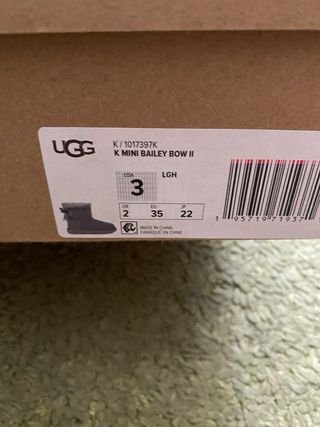 UGG
K / 1017397K
K MINI BAILEY BOW II
USA
3
LGH
UK EU JP
2 35 22
MADE IN CHINA
FABRIQUÉ EN CHINE
1 95719 71937